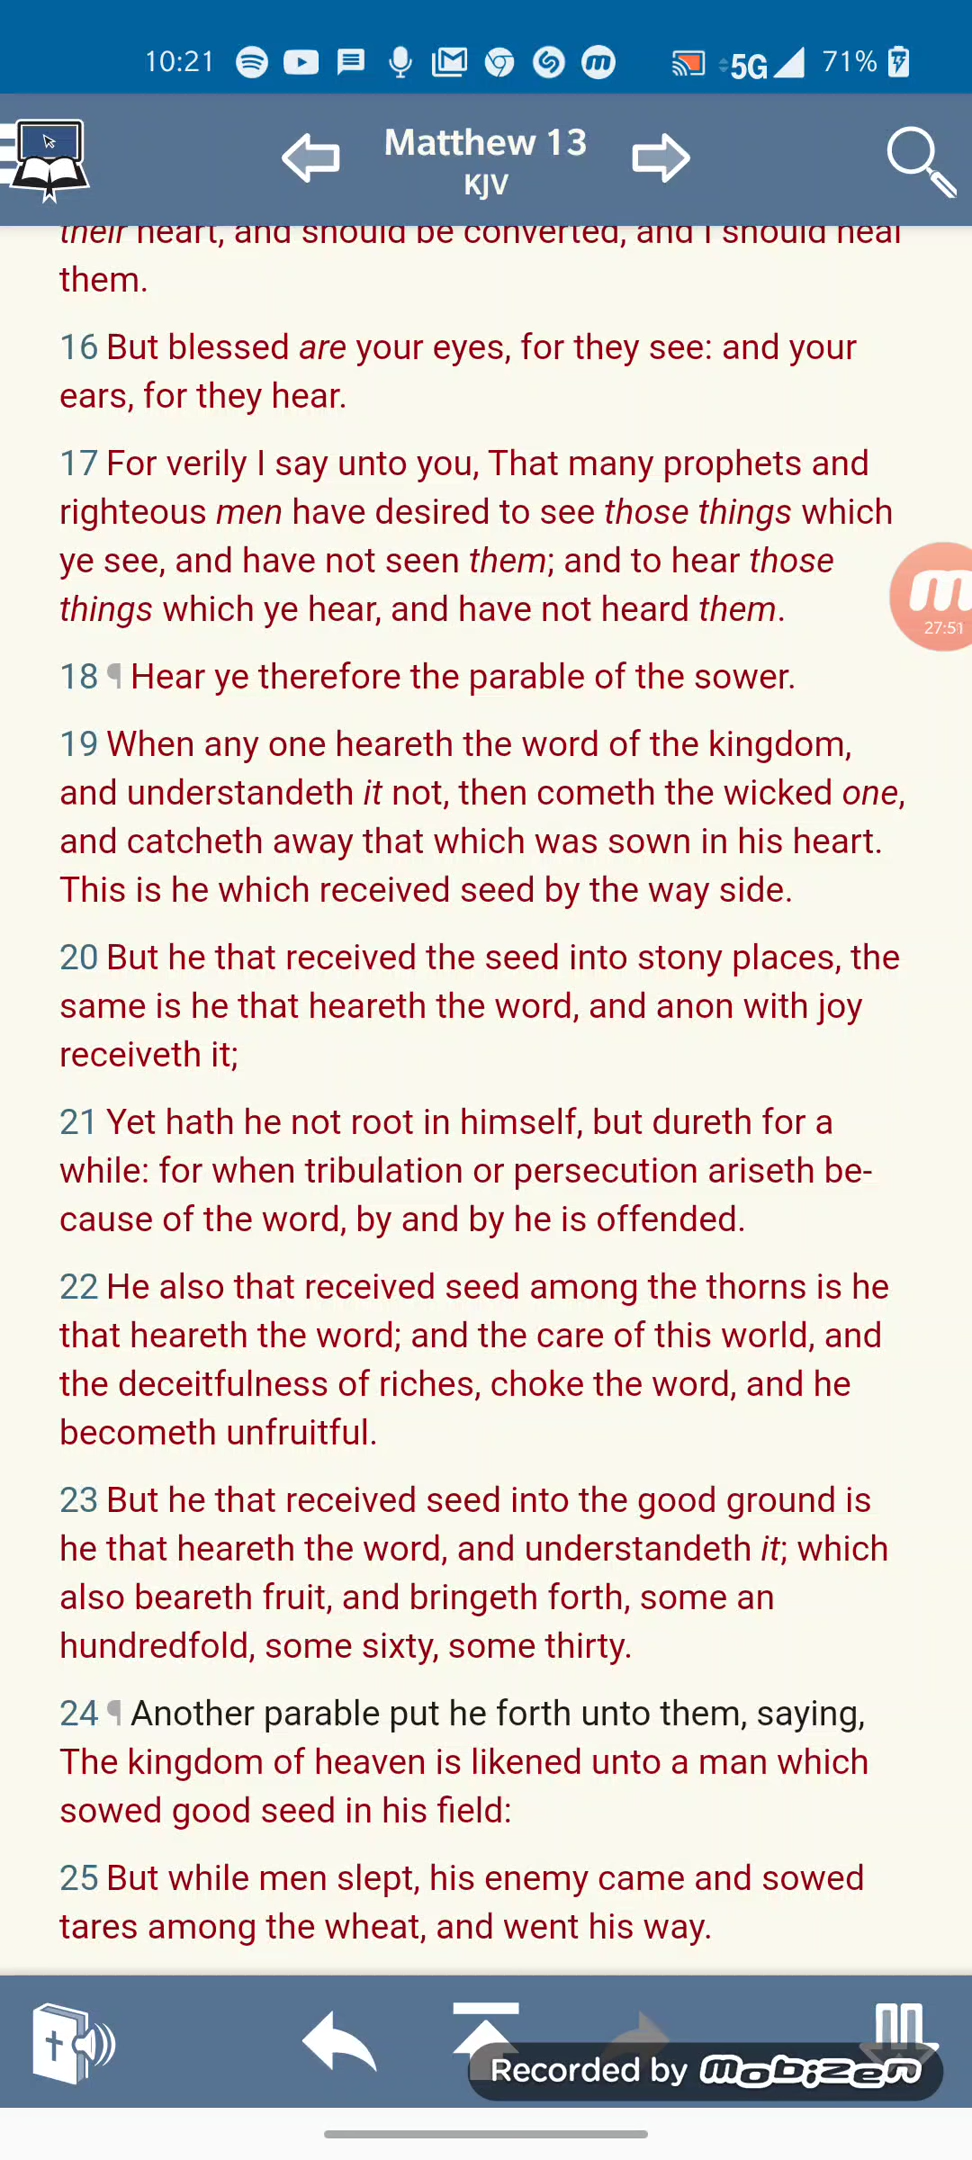 10:21
5G 71%
Matthew 13
KJV
their heart, and should be converted, and I should heal
them.
16 But blessed are your eyes, for they see: and your
ears, for they hear.
17 For verily I say unto you, That many prophets and
righteous men have desired to see those things which
ye see, and have not seen them; and to hear those
things which ye hear, and have not heard them.
27:51
18 ¶ Hear ye therefore the parable of the sower.
19 When any one heareth the word of the kingdom,
and understandeth it not, then cometh the wicked one,
and catcheth away that which was sown in his heart.
This is he which received seed by the way side.
20 But he that received the seed into stony places, the
same is he that heareth the word, and anon with joy
receiveth it;
21 Yet hath he not root in himself, but dureth for a
while: for when tribulation or persecution ariseth be-
cause of the word, by and by he is offended.
22 He also that received seed among the thorns is he
that heareth the word; and the care of this world, and
the deceitfulness of riches, choke the word, and he
becometh unfruitful.
23 But he that received seed into the good ground is
he that heareth the word, and understandeth it; which
also beareth fruit, and bringeth forth, some an
hundredfold, some sixty, some thirty.
24 ¶ Another parable put he forth unto them, saying,
The kingdom of heaven is likened unto a man which
sowed good seed in his field:
25 But while men slept, his enemy came and sowed
tares among the wheat, and went his way.
Recorded by mobizen